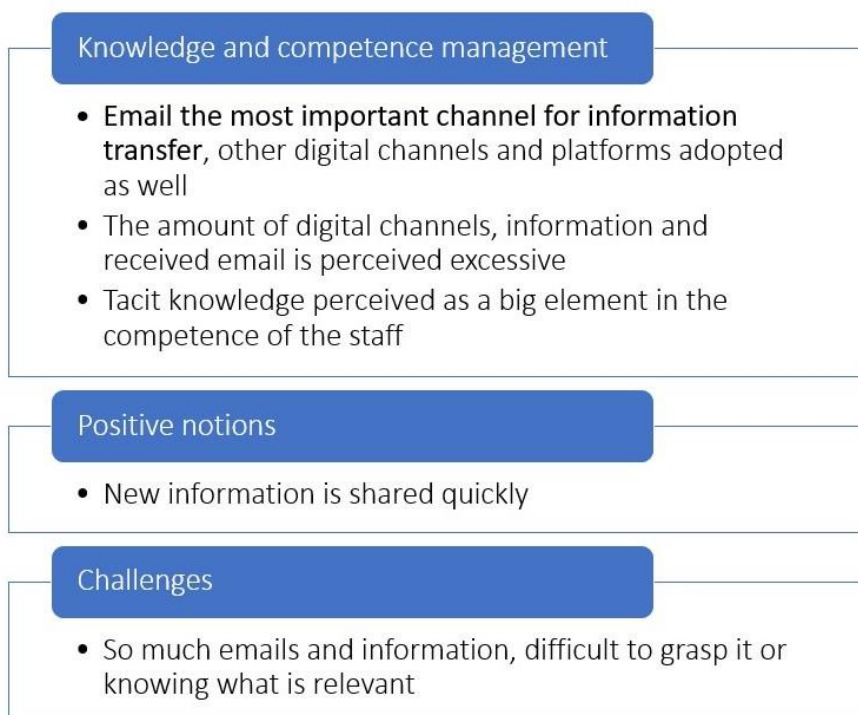 Knowledge and competence management
• Email the most important channel for information
transfer, other digital channels and platforms adopted
as well
• The amount of digital channels, information and
received email is perceived excessive
• Tacit knowledge perceived as a big element in the
competence of the staff
Positive notions
• New information is shared quickly
Challenges
• So much emails and information, difficult to grasp it or
knowing what is relevant